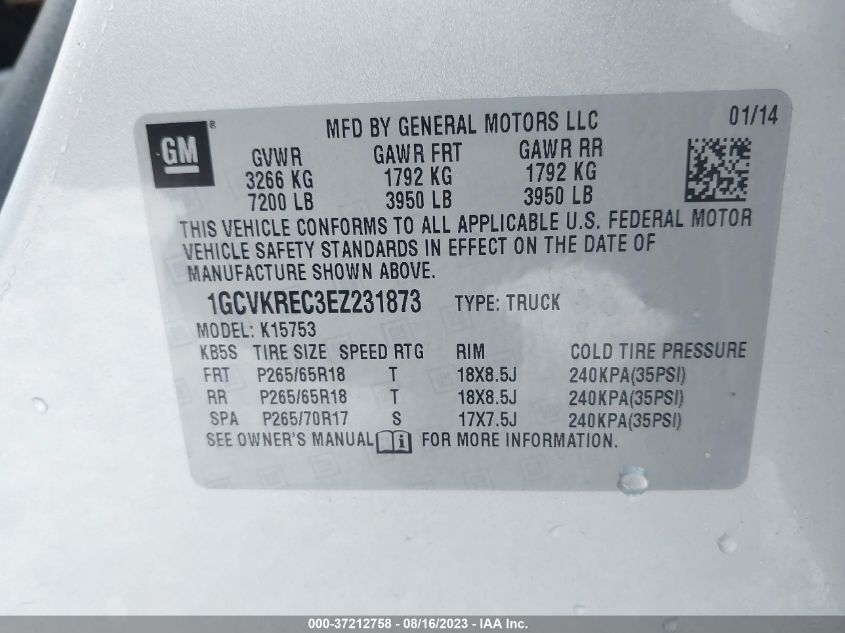 GM®
MFD BY GENERAL MOTORS LLC 01/14
GVWR GAWR FRT GAWR RR
3266 KG 1792 KG 1792 KG
7200 LB 3950 LB 3950 LB
THIS VEHICLE CONFORMS TO ALL APPLICABLE U.S. FEDERAL MOTOR
VEHICLE SAFETY STANDARDS IN EFFECT ON THE DATE OF
MANUFACTURE SHOWN ABOVE.
1GCVKREC3EZ231873 TYPE: TRUCK
MODEL: K15753
KB5S TIRE SIZE SPEED RTG RIM COLD TIRE PRESSURE
FRT P265/65R18 T 18X8.5J 240KPA(35PSI)
RR P265/65R18 T 18X8.5J 240KPA(35PSI)
SPA P265/70R17 S 17X7.5J 240KPA(35PSI)
SEE OWNER'S MANUAL i FOR MORE INFORMATION.
000-37212758 - 08/16/2023 - IAA Inc.